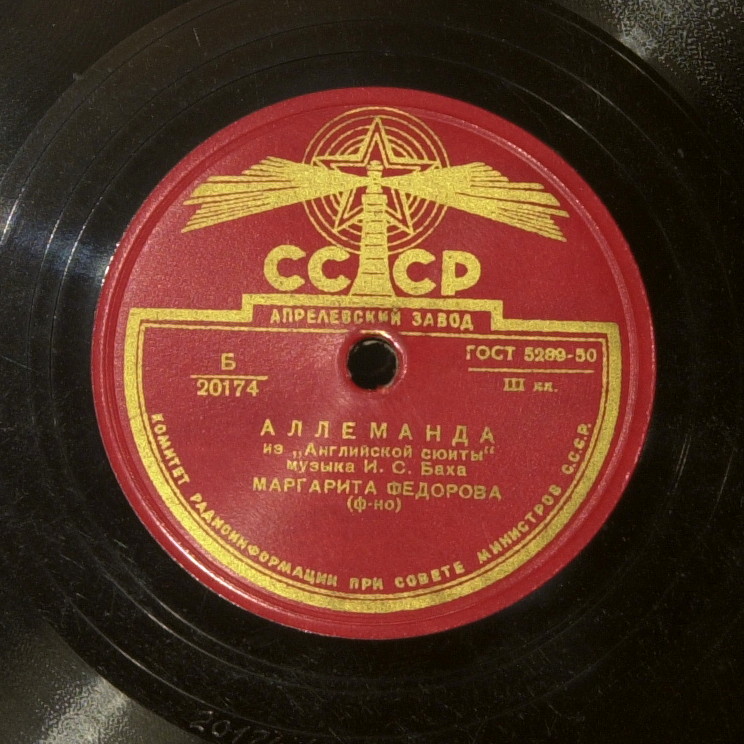 СССР
АПРЕЛЕВСКИЙ ЗАВОД
Б
20174
ГОСТ 5289-50
III кл.
АЛЛЕМАНДА
из „Английской сюиты“
музыка И. С. Баха
МАРГАРИТА ФЕДОРОВА
(ф-но)
КОМИТЕТ РАДИОИНФОРМАЦИИ ПРИ СОВЕТЕ МИНИСТРОВ С.С.С.Р.